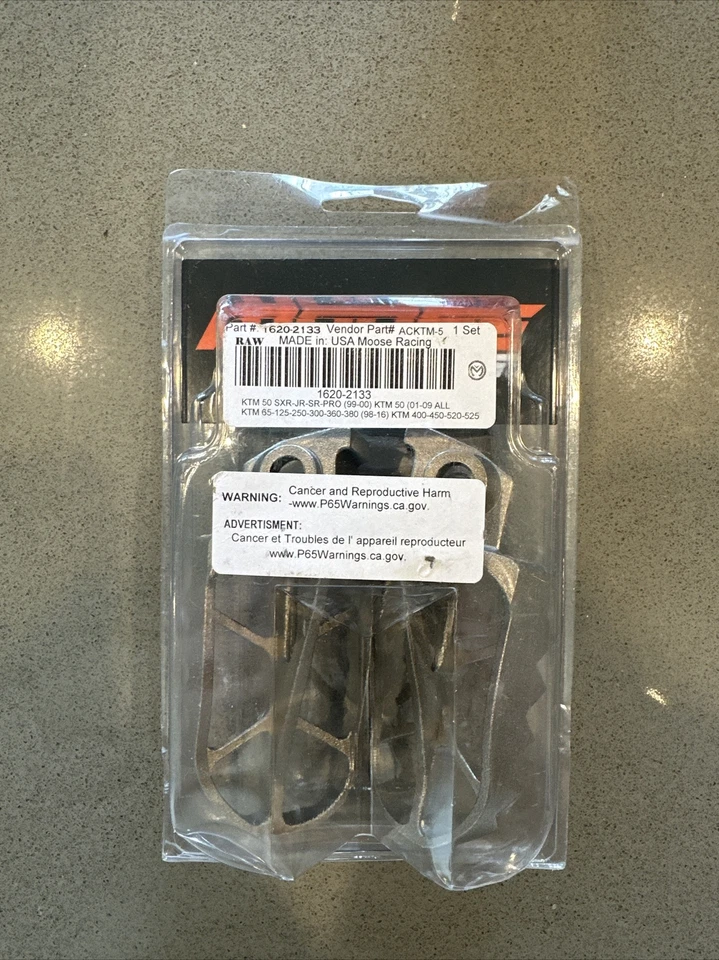 Part #: 1620-2133 Vendor Part# ACKTM-5 1 Set
RAW MADE in: USA Moose Racing
1620-2133
KTM 50 SXR-JR-SR-PRO (99-00) KTM 50 (01-09 ALL
KTM 65-125-250-300-360-380 (98-16) KTM 400-450-520-525
WARNING: Cancer and Reproductive Harm
-www.P65Warnings.ca.gov.
ADVERTISMENT:
Cancer et Troubles de l' appareil reproducteur
www.P65Warnings.ca.gov.